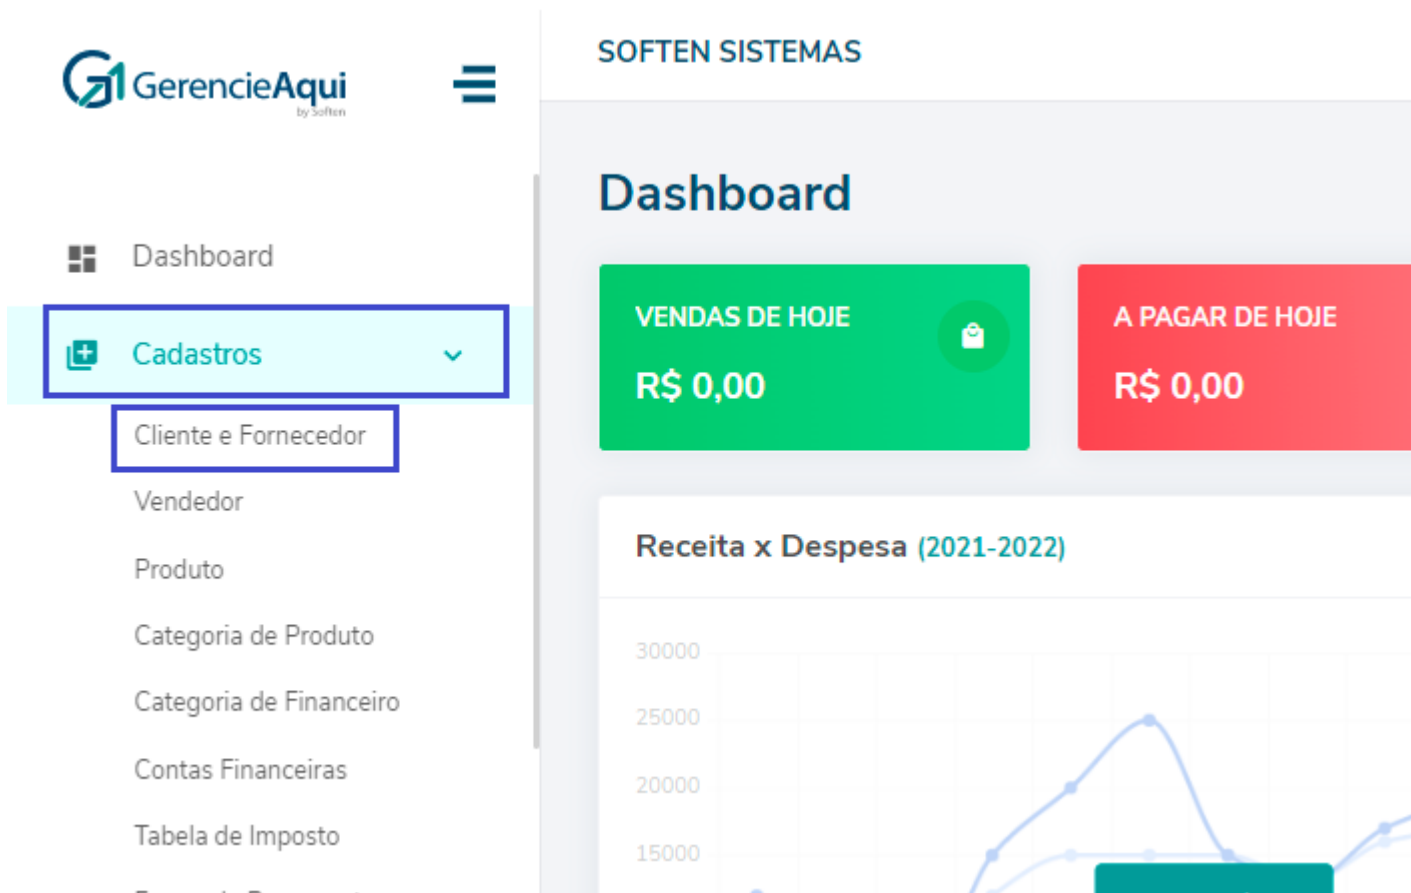 GerencieAqui
by Soften
SOFTEN SISTEMAS
Dashboard
Cadastros
Cliente e Fornecedor
Vendedor
Produto
Categoria de Produto
Categoria de Financeiro
Contas Financeiras
Tabela de Imposto
Dashboard
VENDAS DE HOJE
R$ 0,00
A PAGAR DE HOJE
R$ 0,00
Receita x Despesa (2021-2022)
30000
25000
20000
15000